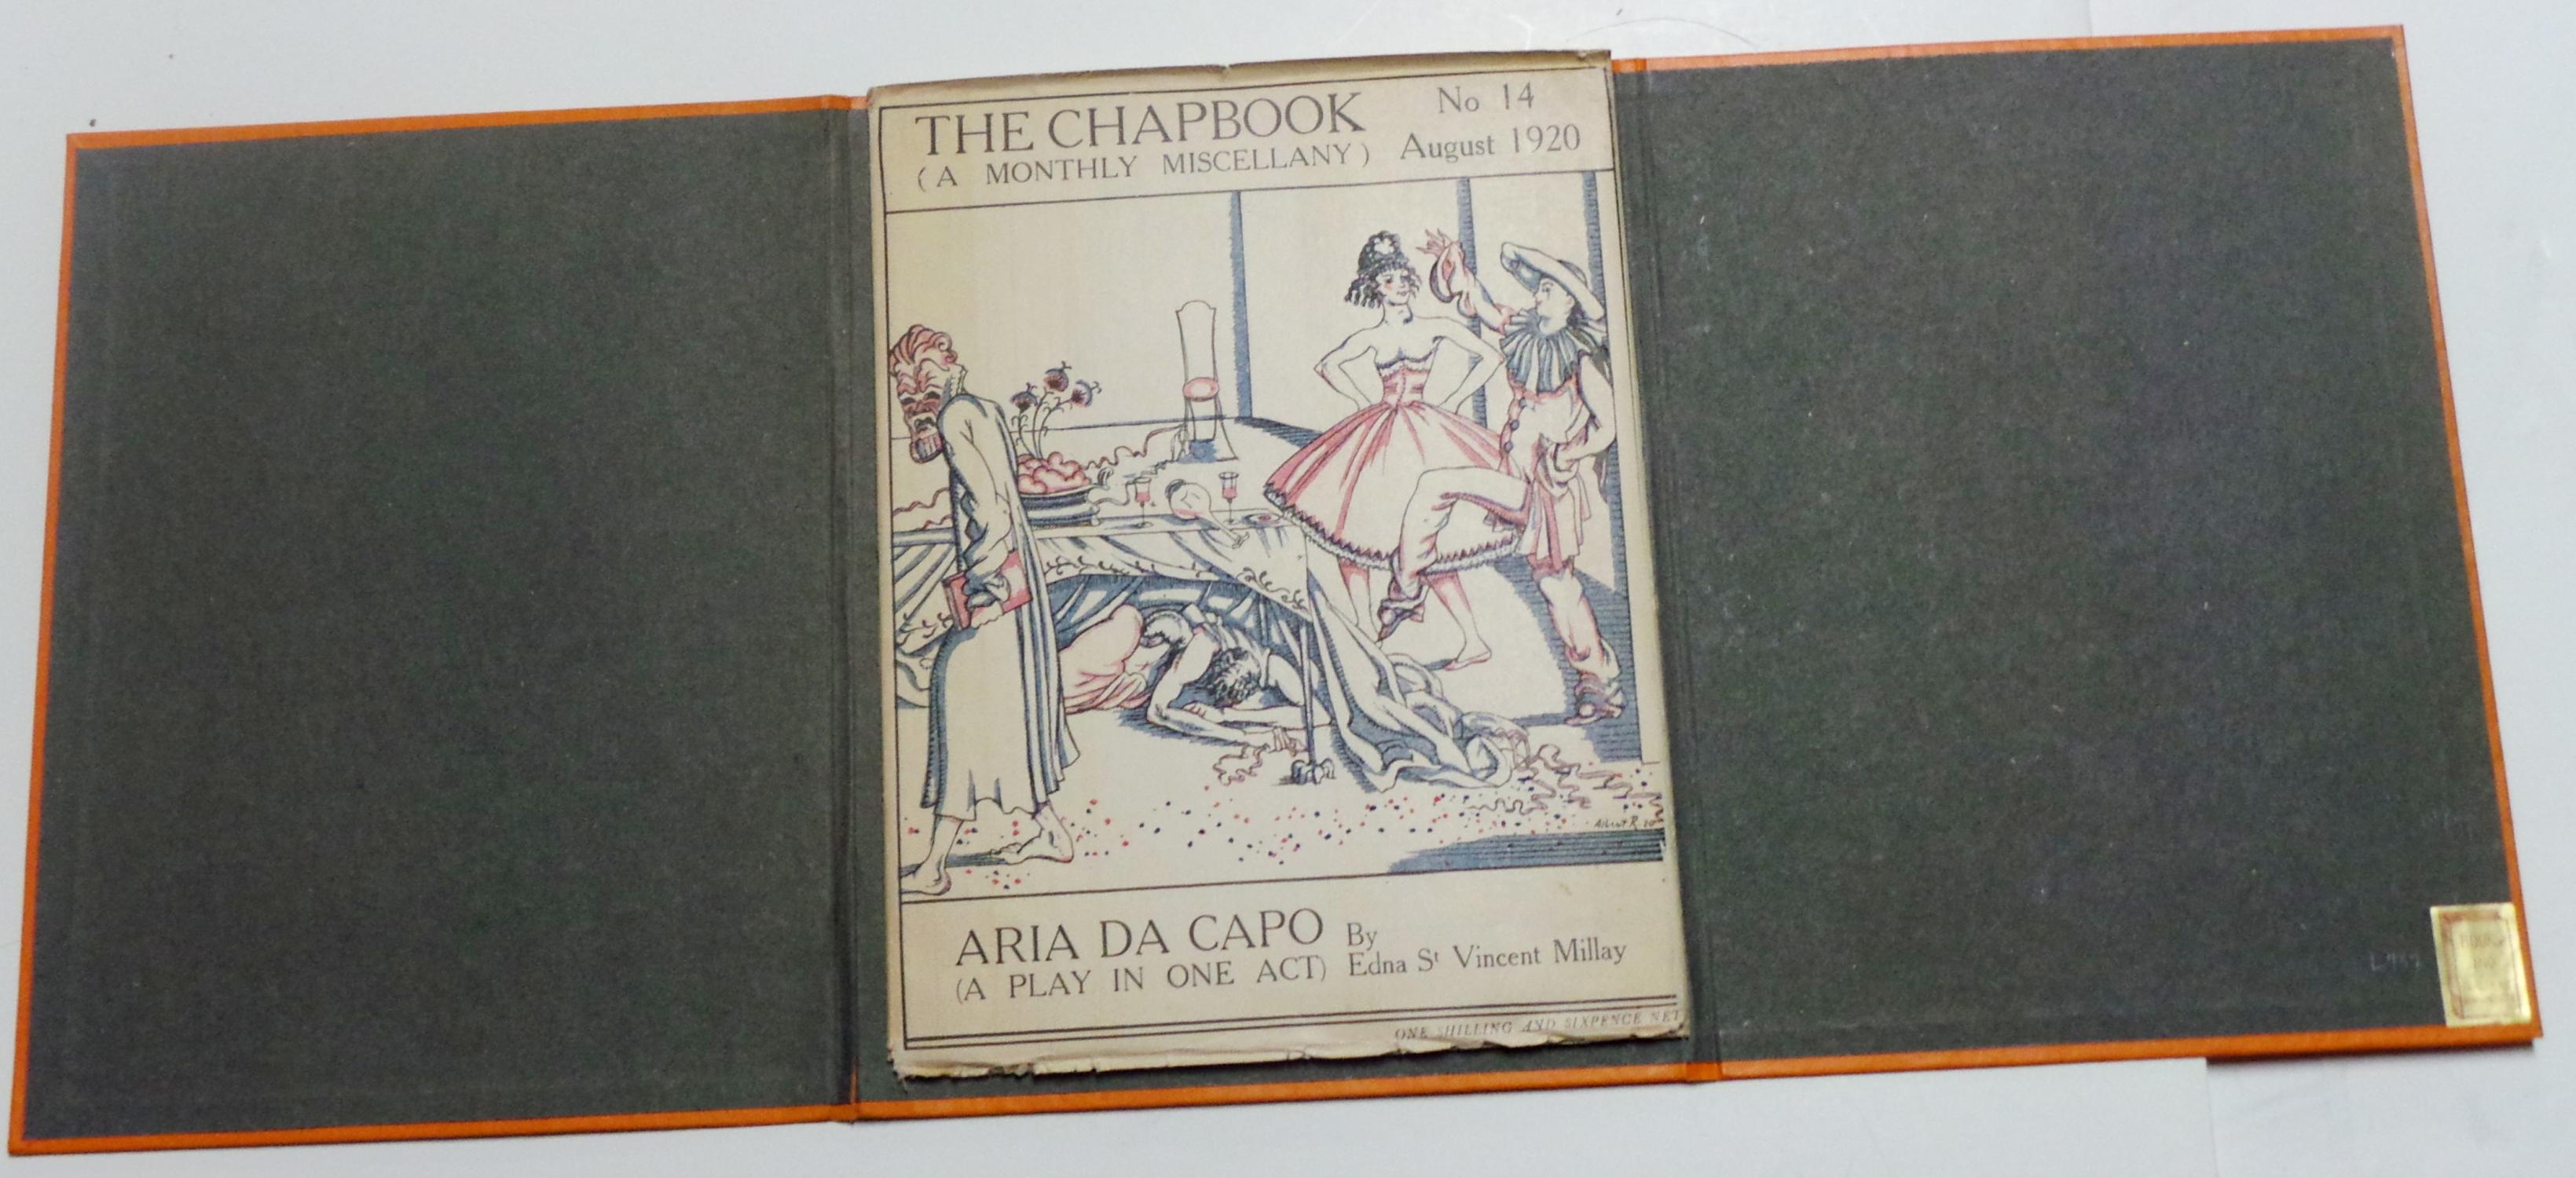 THE CHAPBOOK
(A MONTHLY MISCELLANY)
No 14
August 1920
ARIA DA CAPO
(A PLAY IN ONE ACT)
By
Edna St Vincent Millay
ONE SHILLING AND SIXPENCE NET